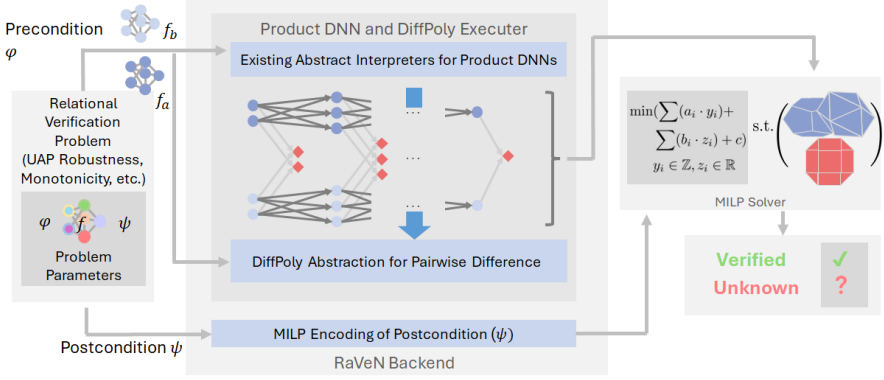 Precondition
φ
f_b
f_a
Relational
Verification
Problem
(UAP Robustness,
Monotonicity, etc.)
φ f ψ
Problem
Parameters
Postcondition ψ
Product DNN and DiffPoly Executer
Existing Abstract Interpreters for Product DNNs
...
...
...
...
DiffPoly Abstraction for Pairwise Difference
MILP Encoding of Postcondition (ψ)
RaVeN Backend
min(∑(a_i · y_i)+
∑(b_i · z_i) + c)
y_i ∈ ℤ, z_i ∈ ℝ
s.t.
MILP Solver
Verified ✓
Unknown ?